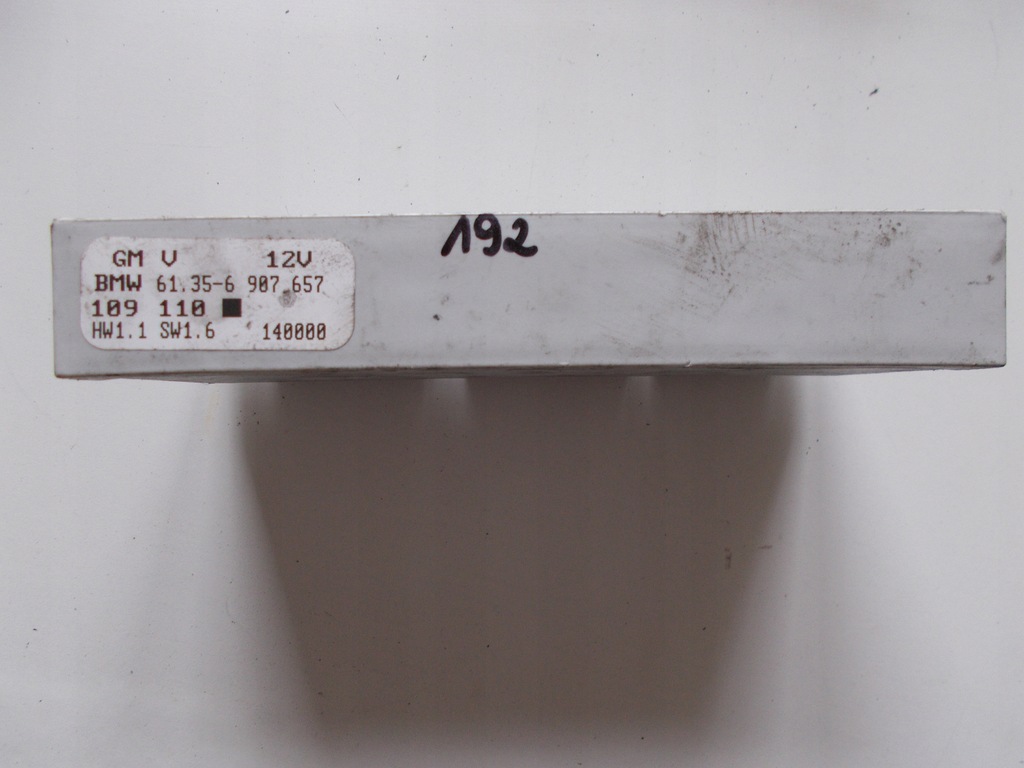 192
GM V 12V
BMW 61.35-6 907.657
109 110
HW1.1 SW1.6 140000